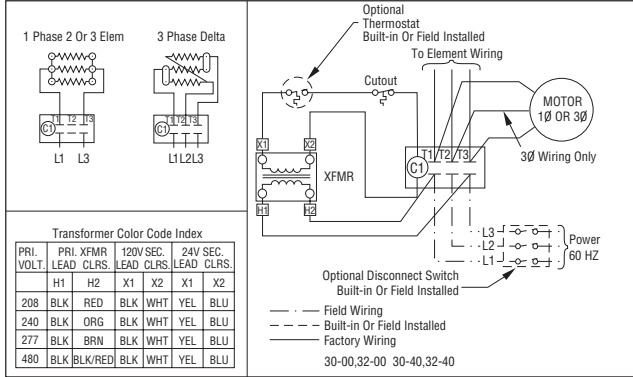 1 Phase 2 Or 3 Elem
3 Phase Delta
T1 T2 T3
C1
L1 L3
T1 T2 T3
C1
L1 L2 L3
Transformer Color Code Index
PRI. VOLT. PRI. XFMR LEAD CLRS. 120V SEC. LEAD CLRS. 24V SEC. LEAD CLRS.
H1 H2 X1 X2 X1 X2
208 BLK RED BLK WHT YEL BLU
240 BLK ORG BLK WHT YEL BLU
277 BLK BRN BLK WHT YEL BLU
480 BLK BLK/RED BLK WHT YEL BLU
Optional
Thermostat
Built-in Or Field Installed
To Element Wiring
Cutout
MOTOR
1Ø OR 3Ø
3Ø Wiring Only
X1 X2
XFMR
H1 H2
T1 T2 T3
C1
L3
L2
L1
Power
60 HZ
Optional Disconnect Switch
Built-in Or Field Installed
Field Wiring
Built-in Or Field Installed
Factory Wiring
30-00,32-00 30-40,32-40